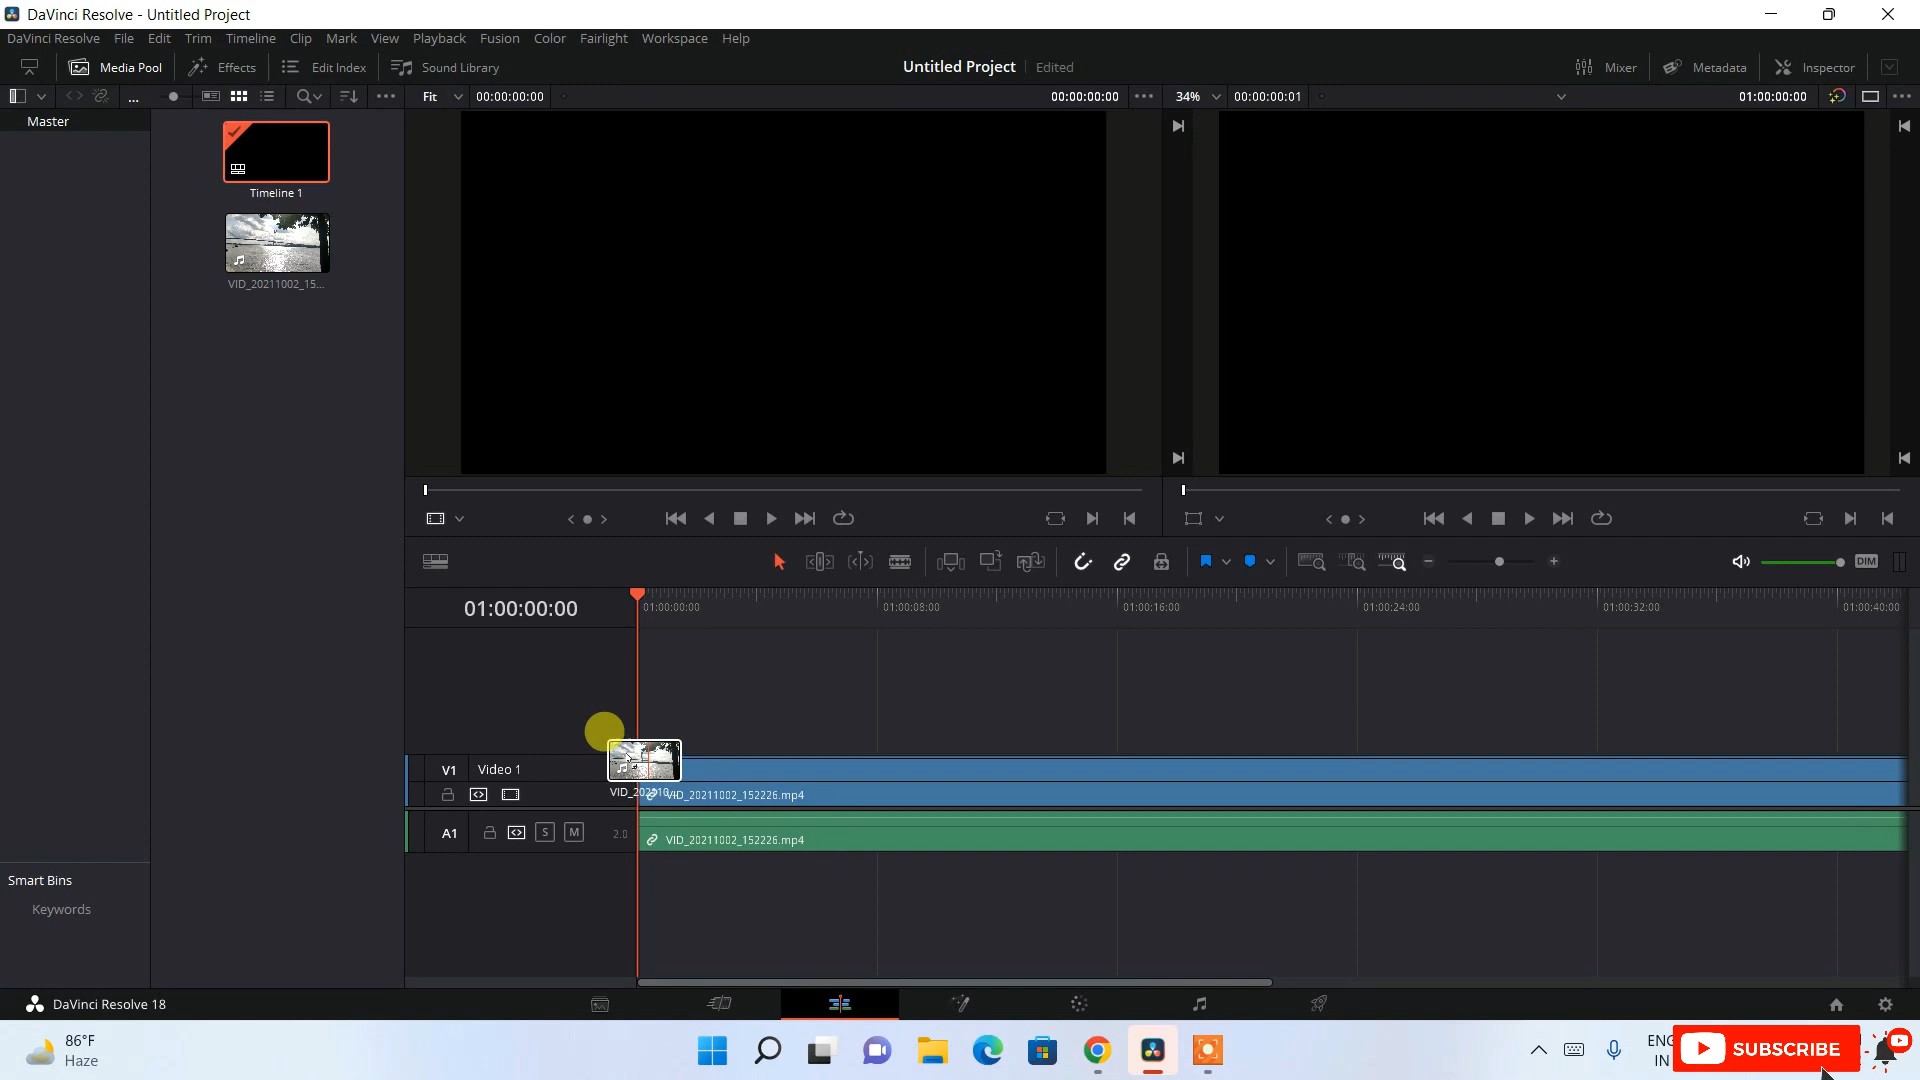 DaVinci Resolve - Untitled Project
DaVinci Resolve File Edit Trim Timeline Clip Mark View Playback Fusion Color Fairlight Workspace Help
Media Pool Effects Edit Index Sound Library Untitled Project Edited Mixer Metadata Inspector
... Fit 00:00:00:00 00:00:00:00 34% 00:00:00:01 01:00:00:00
Master
Timeline 1
VID_20211002_15...
DIM
01:00:00:00 01:00:00:00 01:00:08:00 01:00:16:00 01:00:24:00 01:00:32:00 01:00:40:00
V1 Video 1
VID_20211002_152226.mp4
A1 S M 2.0 VID_20211002_152226.mp4
Smart Bins
Keywords
DaVinci Resolve 18
86°F
Haze
ENG
IN
SUBSCRIBE